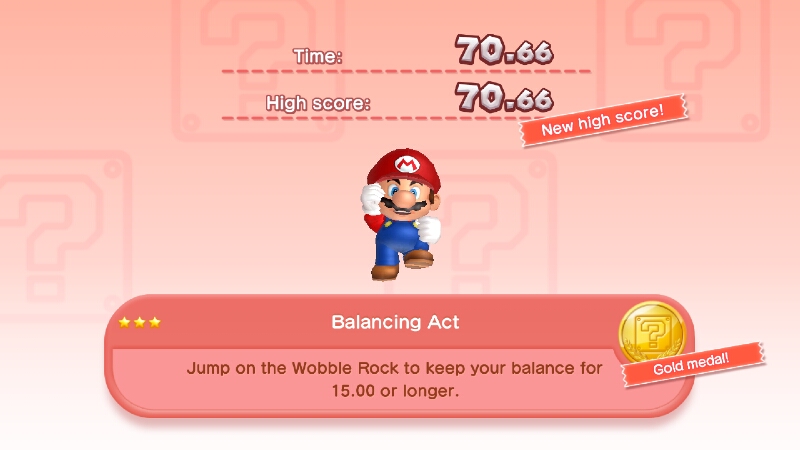 Time: 70.66
High score: 70.66
New high score!
Balancing Act
Jump on the Wobble Rock to keep your balance for
15.00 or longer.
Gold medal!